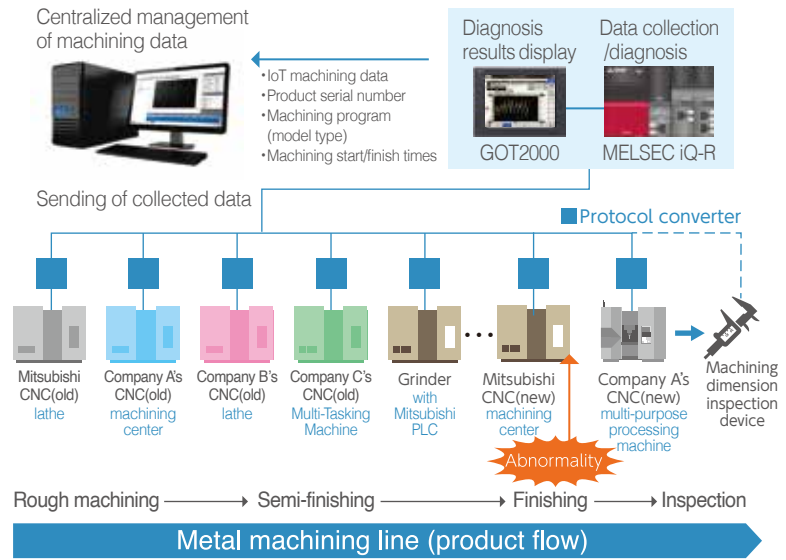 Centralized management
of machining data
・IoT machining data
・Product serial number
・Machining program
(model type)
・Machining start/finish times
Diagnosis
results display
GOT2000
Data collection
/diagnosis
MELSEC iQ-R
Sending of collected data
Protocol converter
Mitsubishi
CNC(old)
lathe
Company A's
CNC(old)
machining
center
Company B's
CNC(old)
lathe
Company C's
CNC(old)
Multi-Tasking
Machine
Grinder
with
Mitsubishi
PLC
•••
Mitsubishi
CNC(new)
machining
center
Company A's
CNC(new)
multi-purpose
processing
machine
Machining
dimension
inspection
device
Abnormality
Rough machining → Semi-finishing → Finishing → Inspection
Metal machining line (product flow)